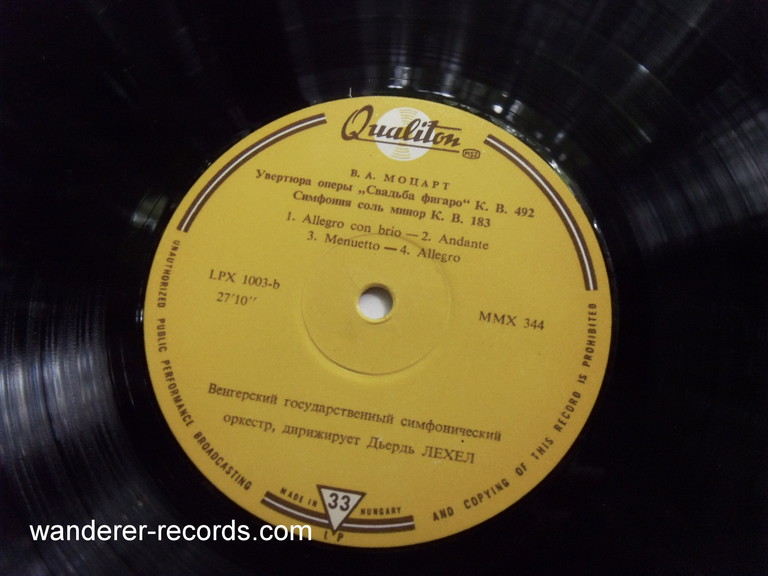 Qualiton
MSZ
В. А. МОЦАРТ
Увертюра оперы „Свадьба фигаро“ К. В. 492
Симфония соль минор К. В. 183
1. Allegro con brio — 2. Andante
3. Menuetto — 4. Allegro
LPX 1003-b
27'10''
MMX 344
Венгерский государственный симфонический
оркестр, дирижирует Дьердь ЛЕХЕЛ
UNAUTHORIZED PUBLIC PERFORMANCE BROADCASTING AND COPYING OF THIS RECORD IS PROHIBITED
MADE IN HUNGARY
33
LP
wanderer-records.com